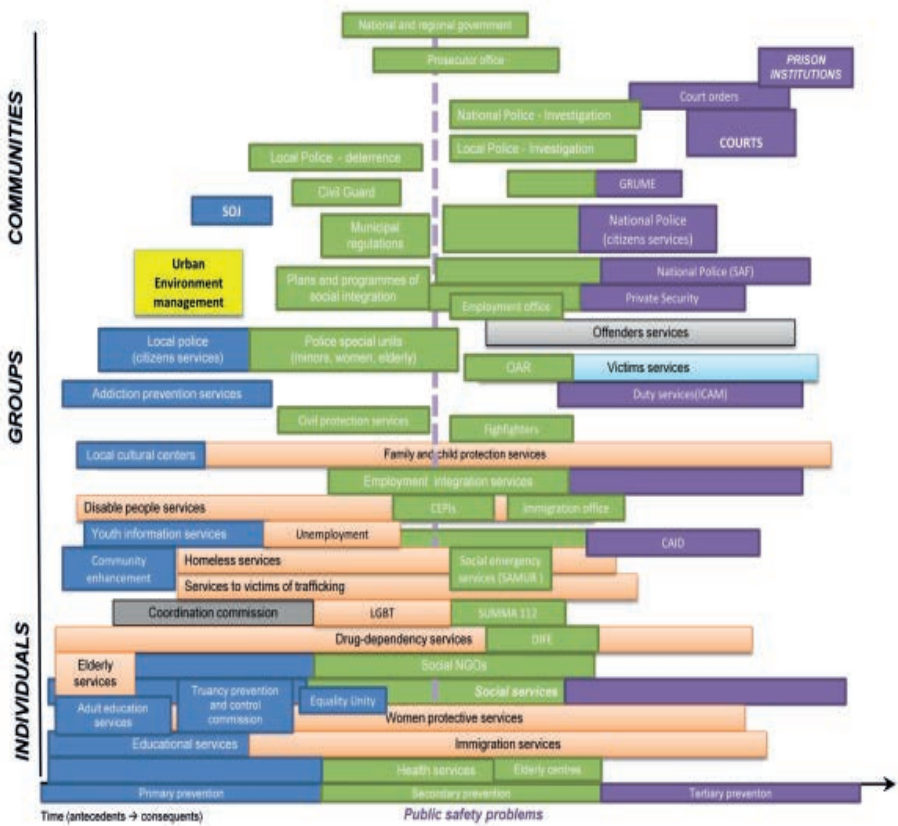 National and regional government
Prosecutor office
PRISON
INSTITUTIONS
Court orders
National Police - Investigation
COURTS
Local Police - Investigation
Local Police - deterrence
COMMUNITIES
GRUME
Civil Guard
SOJ
Municipal
regulations
National Police
(citizens services)
Urban
Environment
management
Plans and programmes of
social integration
National Police (SAF)
Private Security
Employment office
Offenders services
Local police
(citizens services)
Police special units
(minors, women, elderly)
OAR
Victims services
GROUPS
Addiction prevention services
Duty services(ICAM)
Civil protection services
Fighfighters
Local cultural centers
Family and child protection services
Employment integration services
Disable people services
CEPIs
Immigration office
Youth information services
Unemployment
CAID
Community
enhancement
Homeless services
Social emergency
services (SAMUR )
Services to victims of trafficking
Coordination commission
LGBT
SUMMA 112
Drug-dependency services
OIFE
INDIVIDUALS
Elderly
services
Social NGOs
Social services
Truancy prevention
and control
commission
Equality Unity
Adult education
services
Women protective services
Educational services
Immigration services
Health services
Elderly centres
Primary prevention
Secondary prevention
Tertiary preventon
Time (antecedents → consequents)
Public safety problems